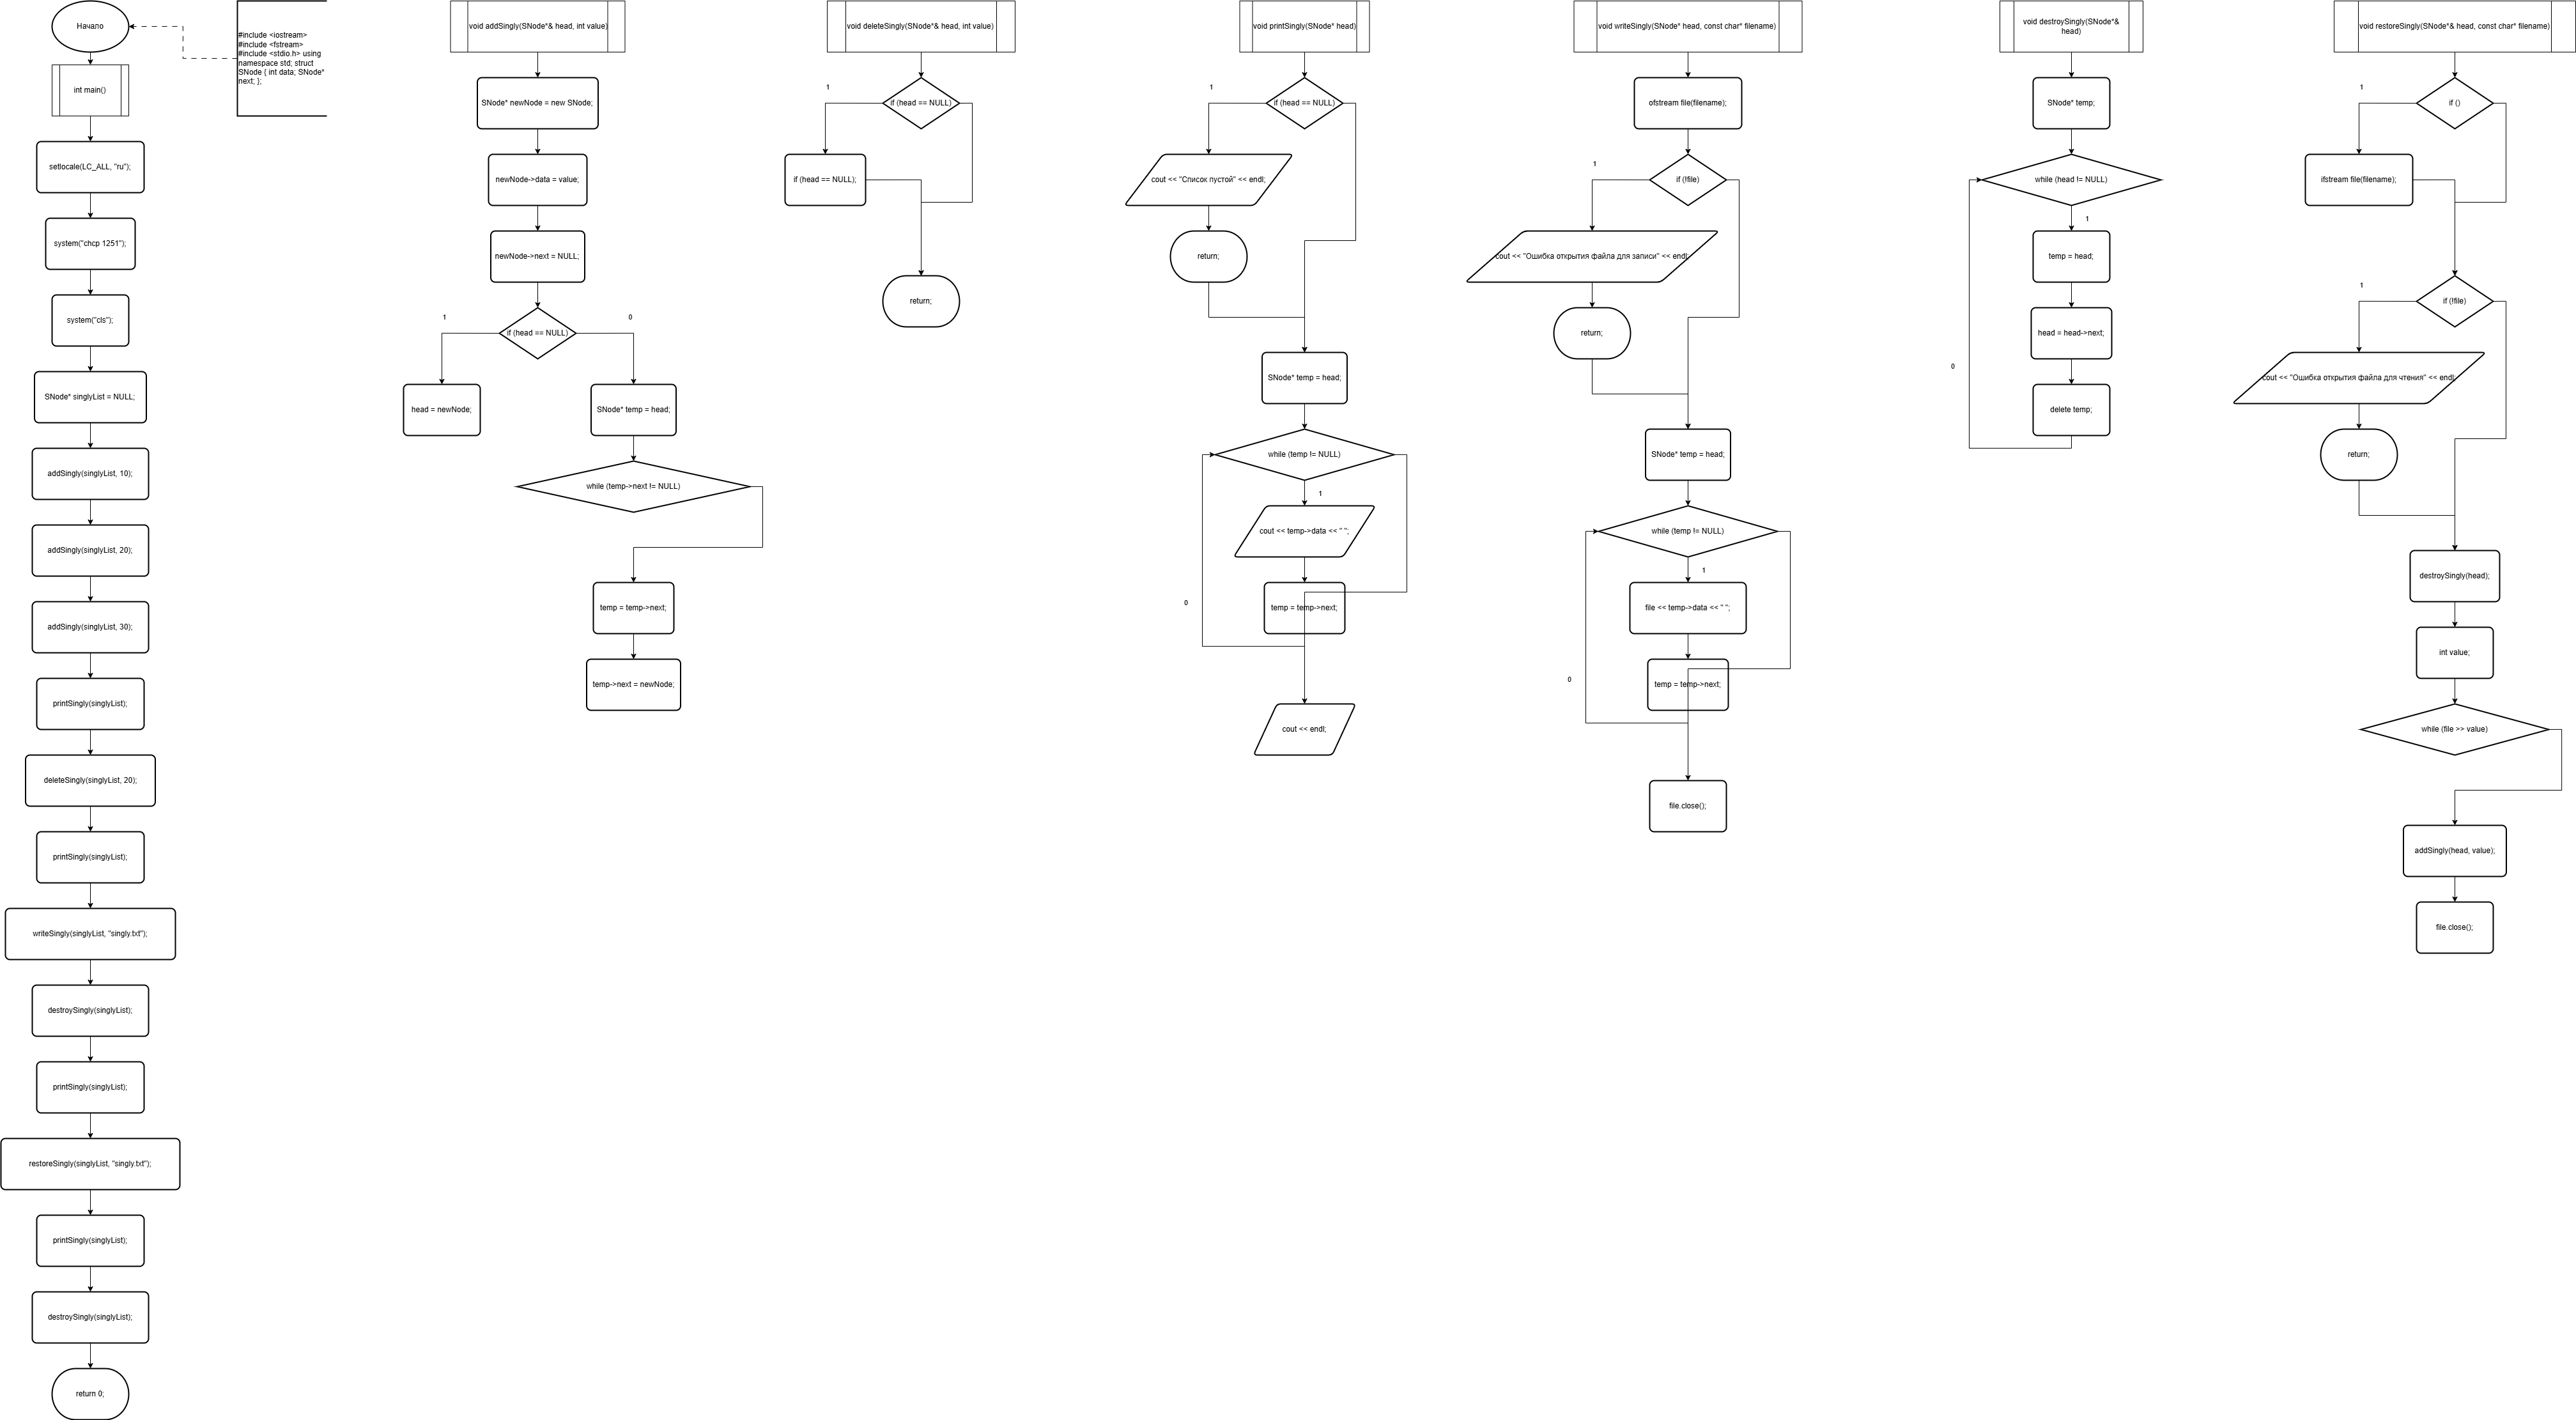 Начало
int main()
setlocale(LC_ALL, "ru");
system("chcp 1251");
system("cls");
SNode* singlyList = NULL;
addSingly(singlyList, 10);
addSingly(singlyList, 20);
addSingly(singlyList, 30);
printSingly(singlyList);
deleteSingly(singlyList, 20);
printSingly(singlyList);
writeSingly(singlyList, "singly.txt");
destroySingly(singlyList);
printSingly(singlyList);
restoreSingly(singlyList, "singly.txt");
printSingly(singlyList);
destroySingly(singlyList);
return 0;
#include <iostream>
#include <fstream>
#include <stdio.h> using
namespace std; struct
SNode { int data; SNode*
next; };
void addSingly(SNode*& head, int value)
SNode* newNode = new SNode;
newNode->data = value;
newNode->next = NULL;
if (head == NULL)
1
0
head = newNode;
SNode* temp = head;
while (temp->next != NULL)
temp = temp->next;
temp->next = newNode;
void deleteSingly(SNode*& head, int value)
if (head == NULL)
1
if (head == NULL);
return;
void printSingly(SNode* head)
if (head == NULL)
1
cout << "Список пустой" << endl;
return;
SNode* temp = head;
while (temp != NULL)
1
cout << temp->data << " ";
temp = temp->next;
0
cout << endl;
void writeSingly(SNode* head, const char* filename)
ofstream file(filename);
if (!file)
1
cout << "Ошибка открытия файла для записи" << endl;
return;
SNode* temp = head;
while (temp != NULL)
1
file << temp->data << " ";
temp = temp->next;
0
file.close();
void destroySingly(SNode*&
head)
SNode* temp;
while (head != NULL)
1
temp = head;
head = head->next;
0
delete temp;
void restoreSingly(SNode*& head, const char* filename)
if ()
1
ifstream file(filename);
if (!file)
1
cout << "Ошибка открытия файла для чтения" << endl;
return;
destroySingly(head);
int value;
while (file >> value)
addSingly(head, value);
file.close();